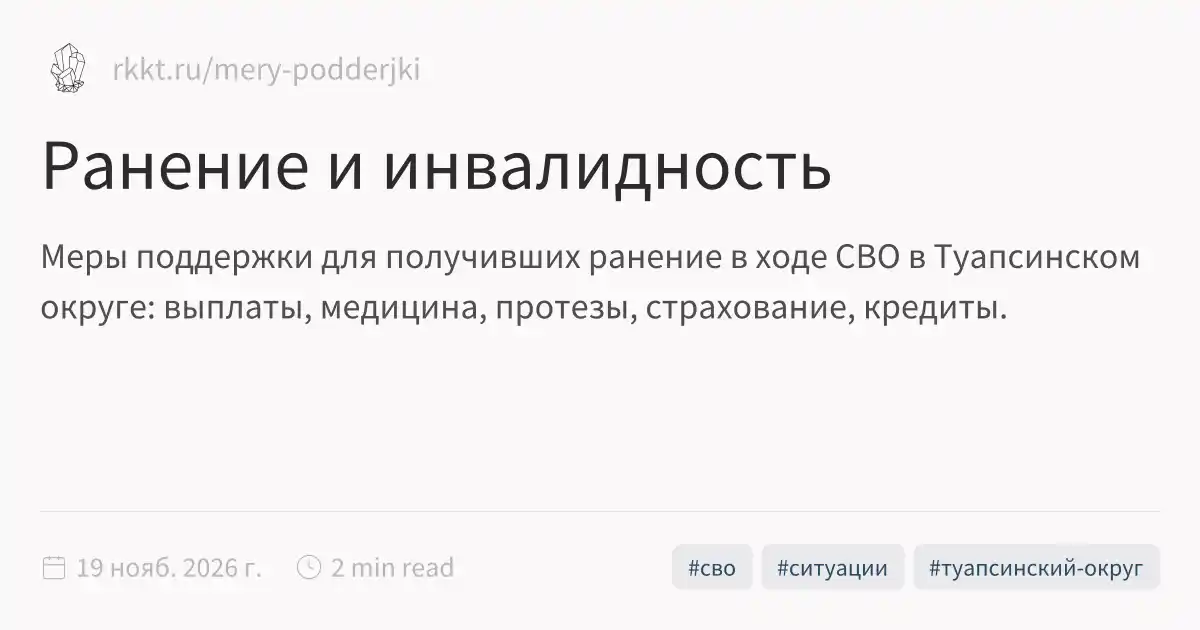 rkkt.ru/mery-podderjki
Ранение и инвалидность
Меры поддержки для получивших ранение в ходе СВО в Туапсинском
округе: выплаты, медицина, протезы, страхование, кредиты.
19 нояб. 2026 г. 2 min read #сво #ситуации #туапсинский-округ